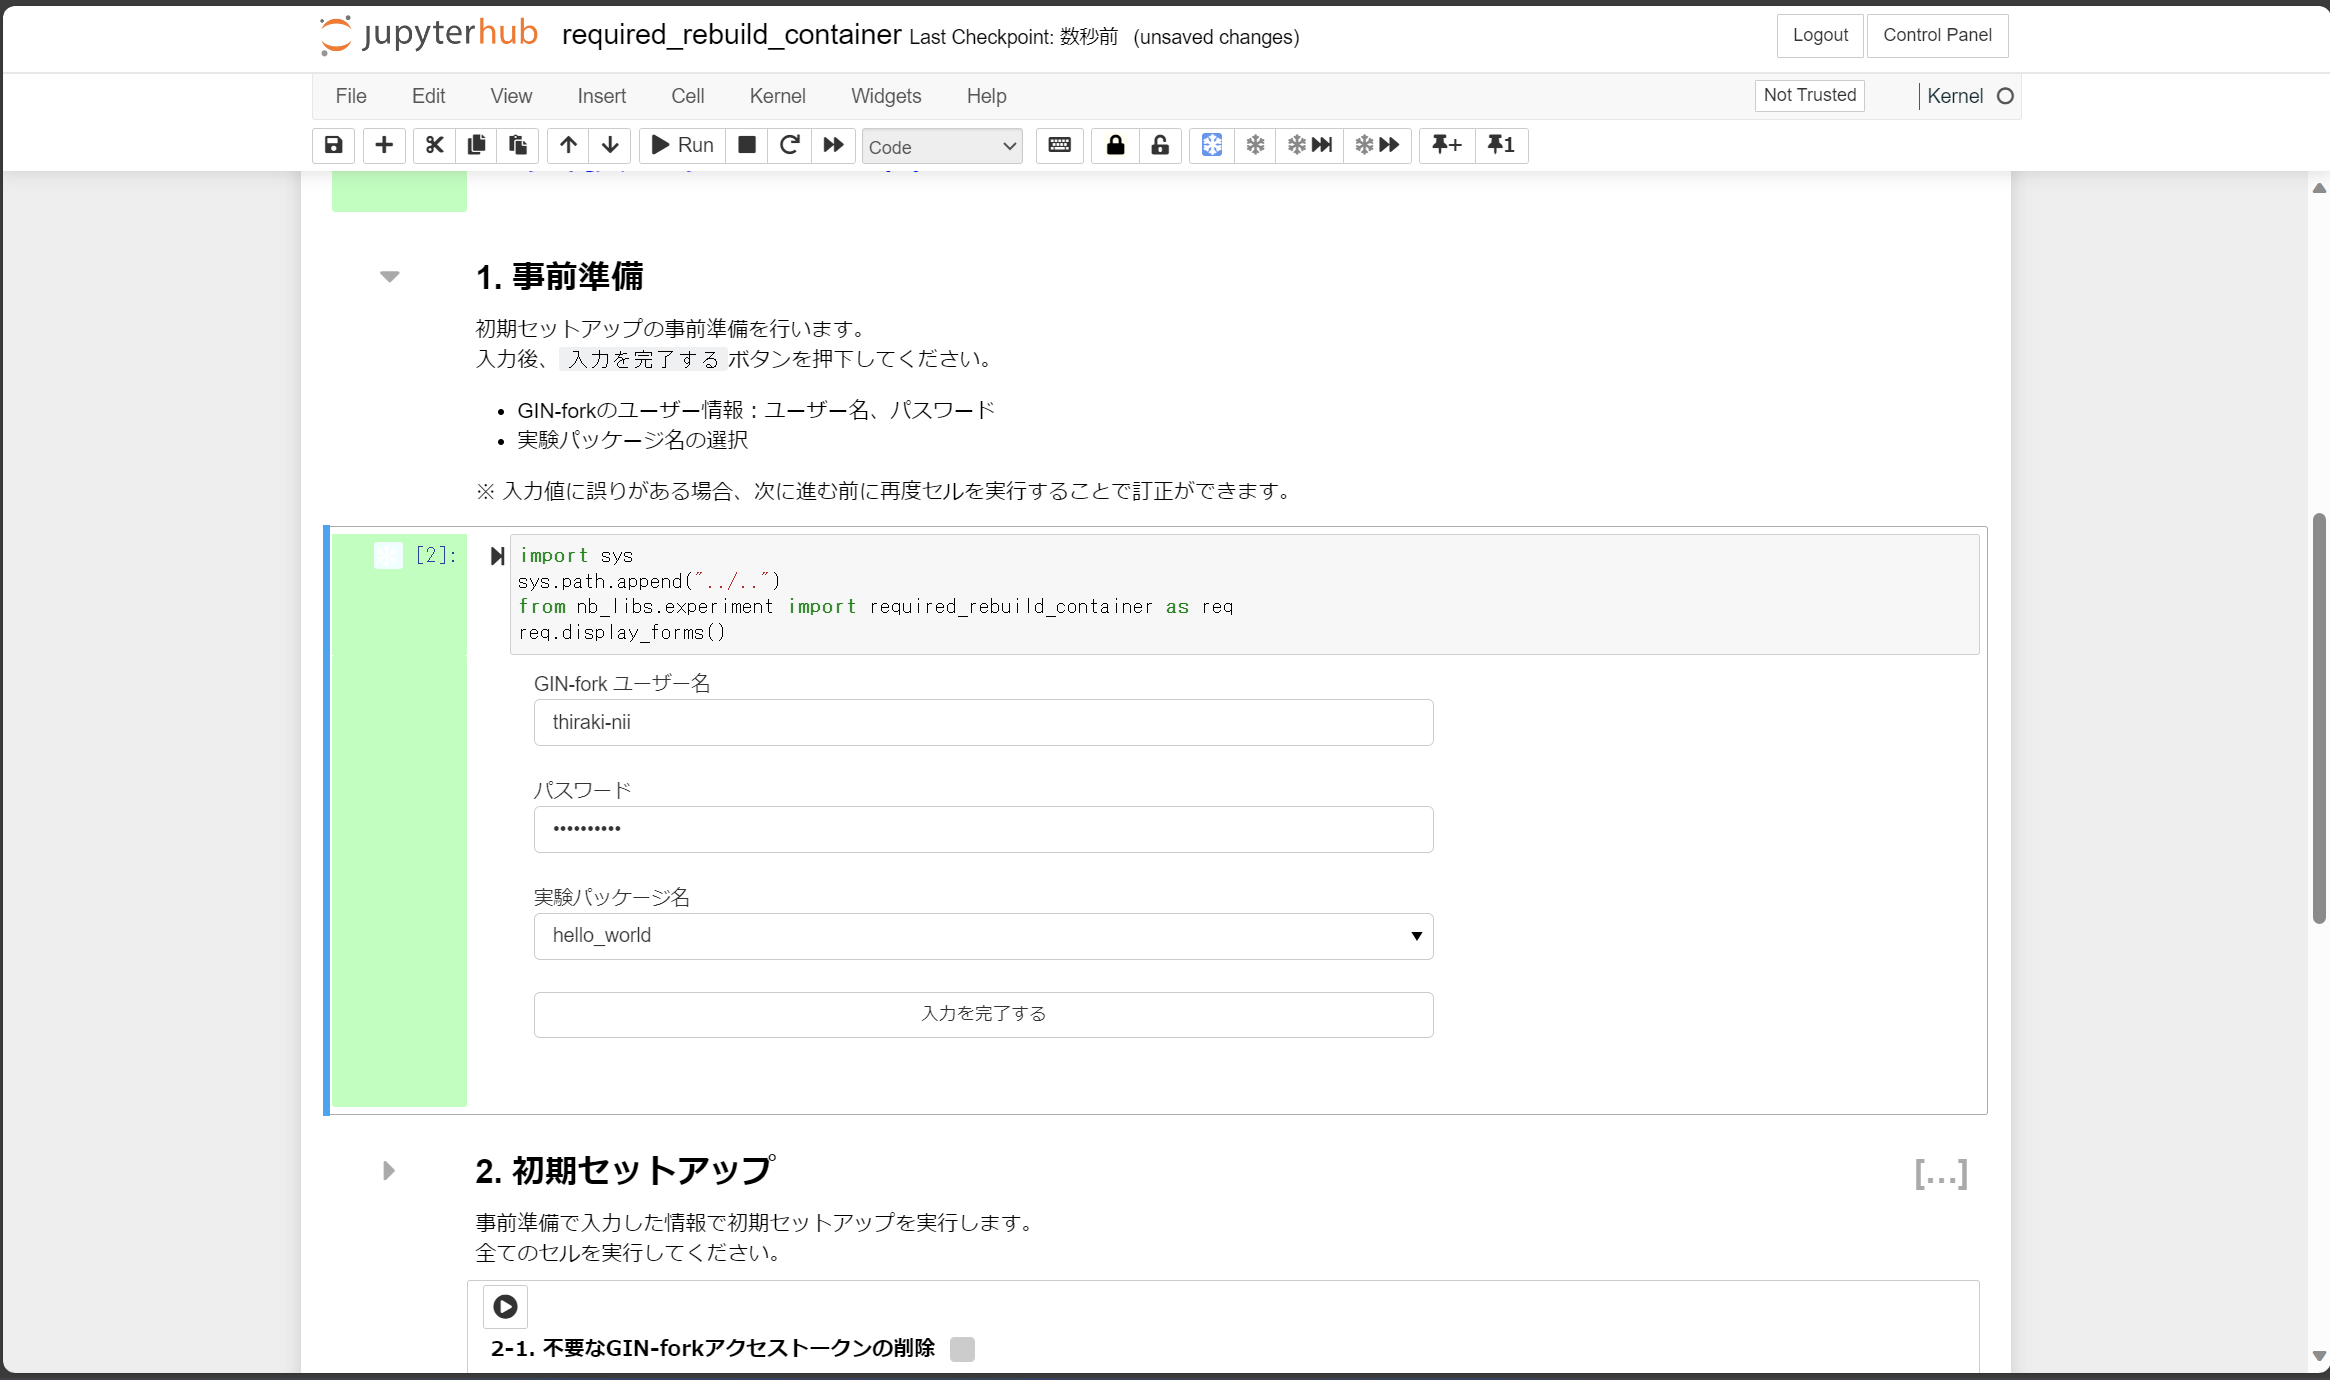 jupyterhub required_rebuild_container Last Checkpoint: 数秒前 (unsaved changes) Logout Control Panel
File Edit View Insert Cell Kernel Widgets Help Not Trusted Kernel
Run Code +1
1. 事前準備
初期セットアップの事前準備を行います。
入力後、 入力を完了する ボタンを押下してください。
• GIN-forkのユーザー情報：ユーザー名、パスワード
• 実験パッケージ名の選択
※ 入力値に誤りがある場合、次に進む前に再度セルを実行することで訂正ができます。
[2]: import sys
sys.path.append("../..")
from nb_libs.experiment import required_rebuild_container as req
req.display_forms()
GIN-fork ユーザー名
thiraki-nii
パスワード
••••••••••
実験パッケージ名
hello_world
入力を完了する
2. 初期セットアップ [...]
事前準備で入力した情報で初期セットアップを実行します。
全てのセルを実行してください。
2-1. 不要なGIN-forkアクセストークンの削除